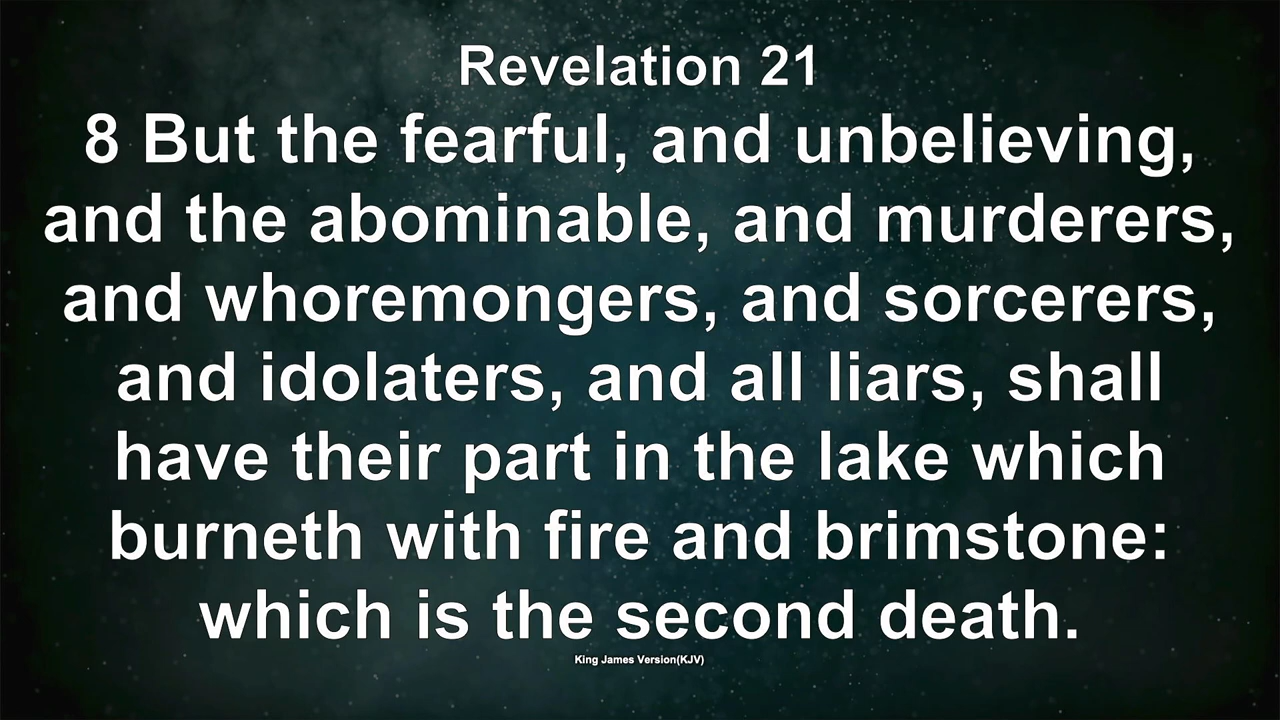 Revelation 21
8 But the fearful, and unbelieving,
and the abominable, and murderers,
and whoremongers, and sorcerers,
and idolaters, and all liars, shall
have their part in the lake which
burneth with fire and brimstone:
which is the second death.
King James Version(KJV)